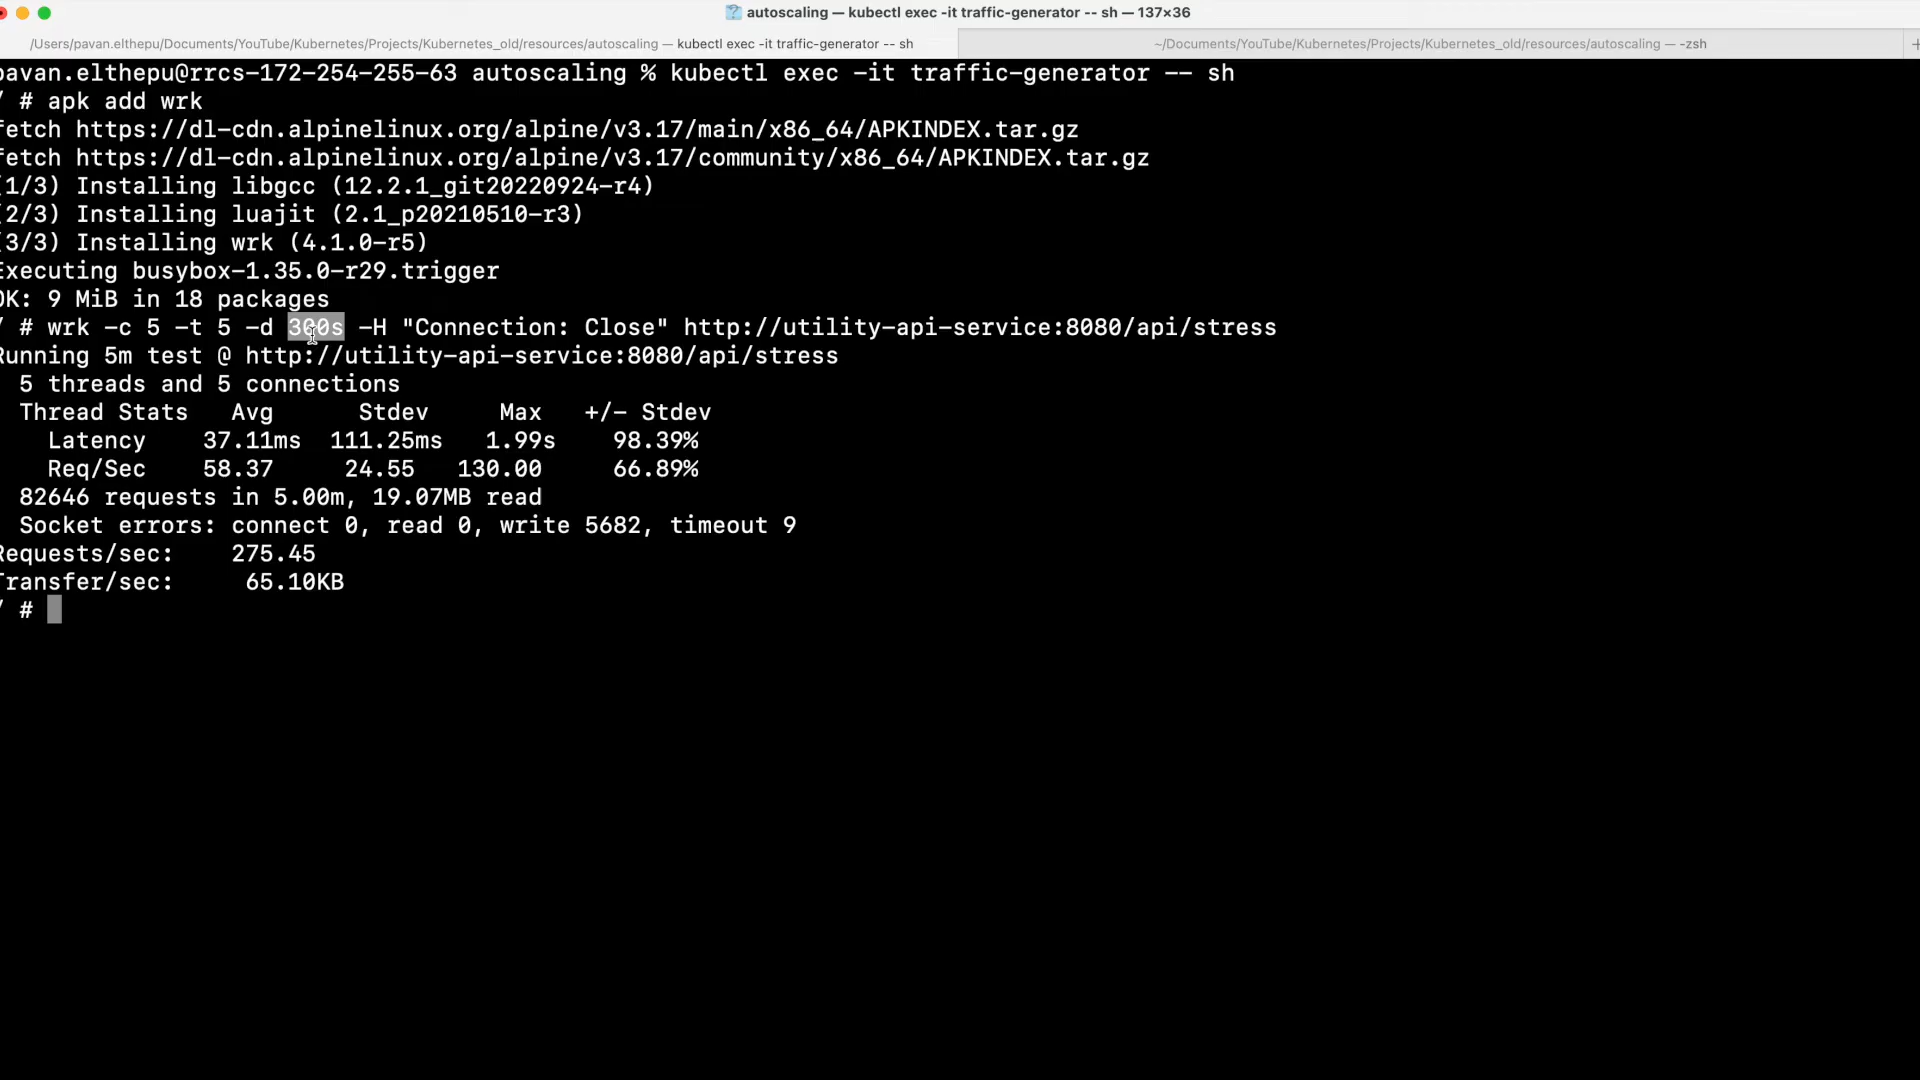 autoscaling — kubectl exec -it traffic-generator -- sh — 137×36
/Users/pavan.elthepu/Documents/YouTube/Kubernetes/Projects/Kubernetes_old/resources/autoscaling — kubectl exec -it traffic-generator -- sh
~/Documents/YouTube/Kubernetes/Projects/Kubernetes_old/resources/autoscaling — -zsh
pavan.elthepu@rrcs-172-254-255-63 autoscaling % kubectl exec -it traffic-generator -- sh
/ # apk add wrk
fetch https://dl-cdn.alpinelinux.org/alpine/v3.17/main/x86_64/APKINDEX.tar.gz
fetch https://dl-cdn.alpinelinux.org/alpine/v3.17/community/x86_64/APKINDEX.tar.gz
(1/3) Installing libgcc (12.2.1_git20220924-r4)
(2/3) Installing luajit (2.1_p20210510-r3)
(3/3) Installing wrk (4.1.0-r5)
Executing busybox-1.35.0-r29.trigger
OK: 9 MiB in 18 packages
/ # wrk -c 5 -t 5 -d 300s -H "Connection: Close" http://utility-api-service:8080/api/stress
Running 5m test @ http://utility-api-service:8080/api/stress
5 threads and 5 connections
Thread Stats   Avg      Stdev     Max   +/- Stdev
Latency    37.11ms  111.25ms   1.99s    98.39%
Req/Sec    58.37     24.55   130.00     66.89%
82646 requests in 5.00m, 19.07MB read
Socket errors: connect 0, read 0, write 5682, timeout 9
Requests/sec:    275.45
Transfer/sec:     65.10KB
/ #